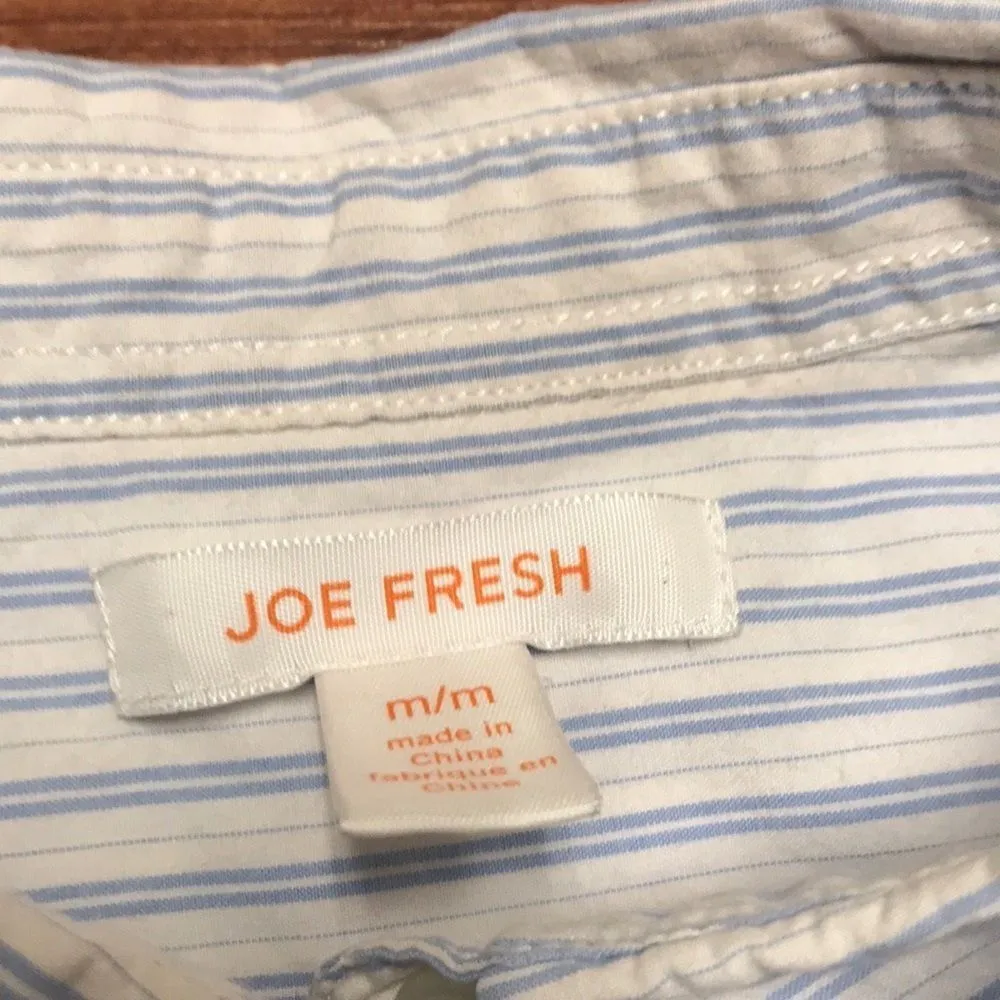 JOE FRESH
m/m
made in
China
fabriqué en
Chine